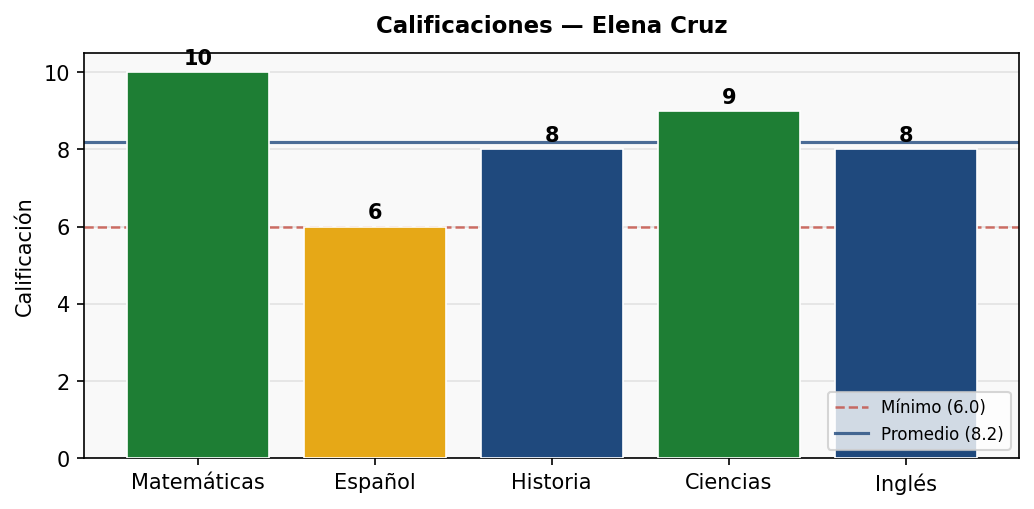 Calificaciones — Elena Cruz
Calificación
10
8
6
4
2
0
10
6
8
9
8
Mínimo (6.0)
Promedio (8.2)
Matemáticas
Español
Historia
Ciencias
Inglés